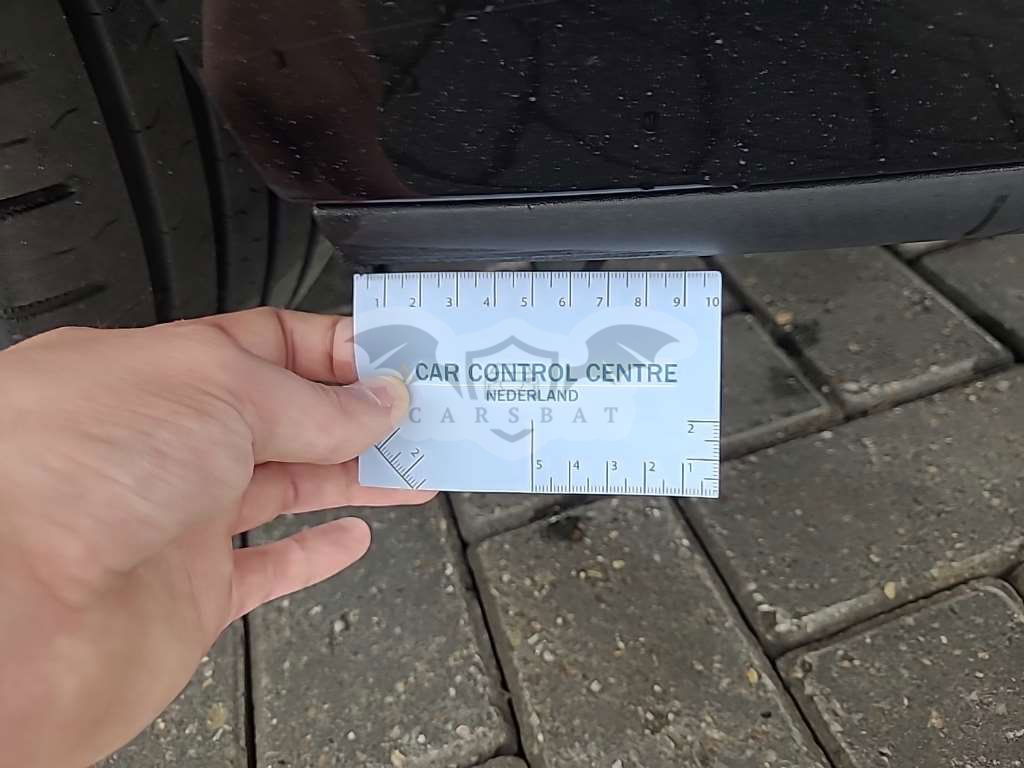 1 2 3 4 5 6 7 8 9 10
CAR CONTROL CENTRE
NEDERLAND
CARSBAT
2
2
5 4 3 2 1